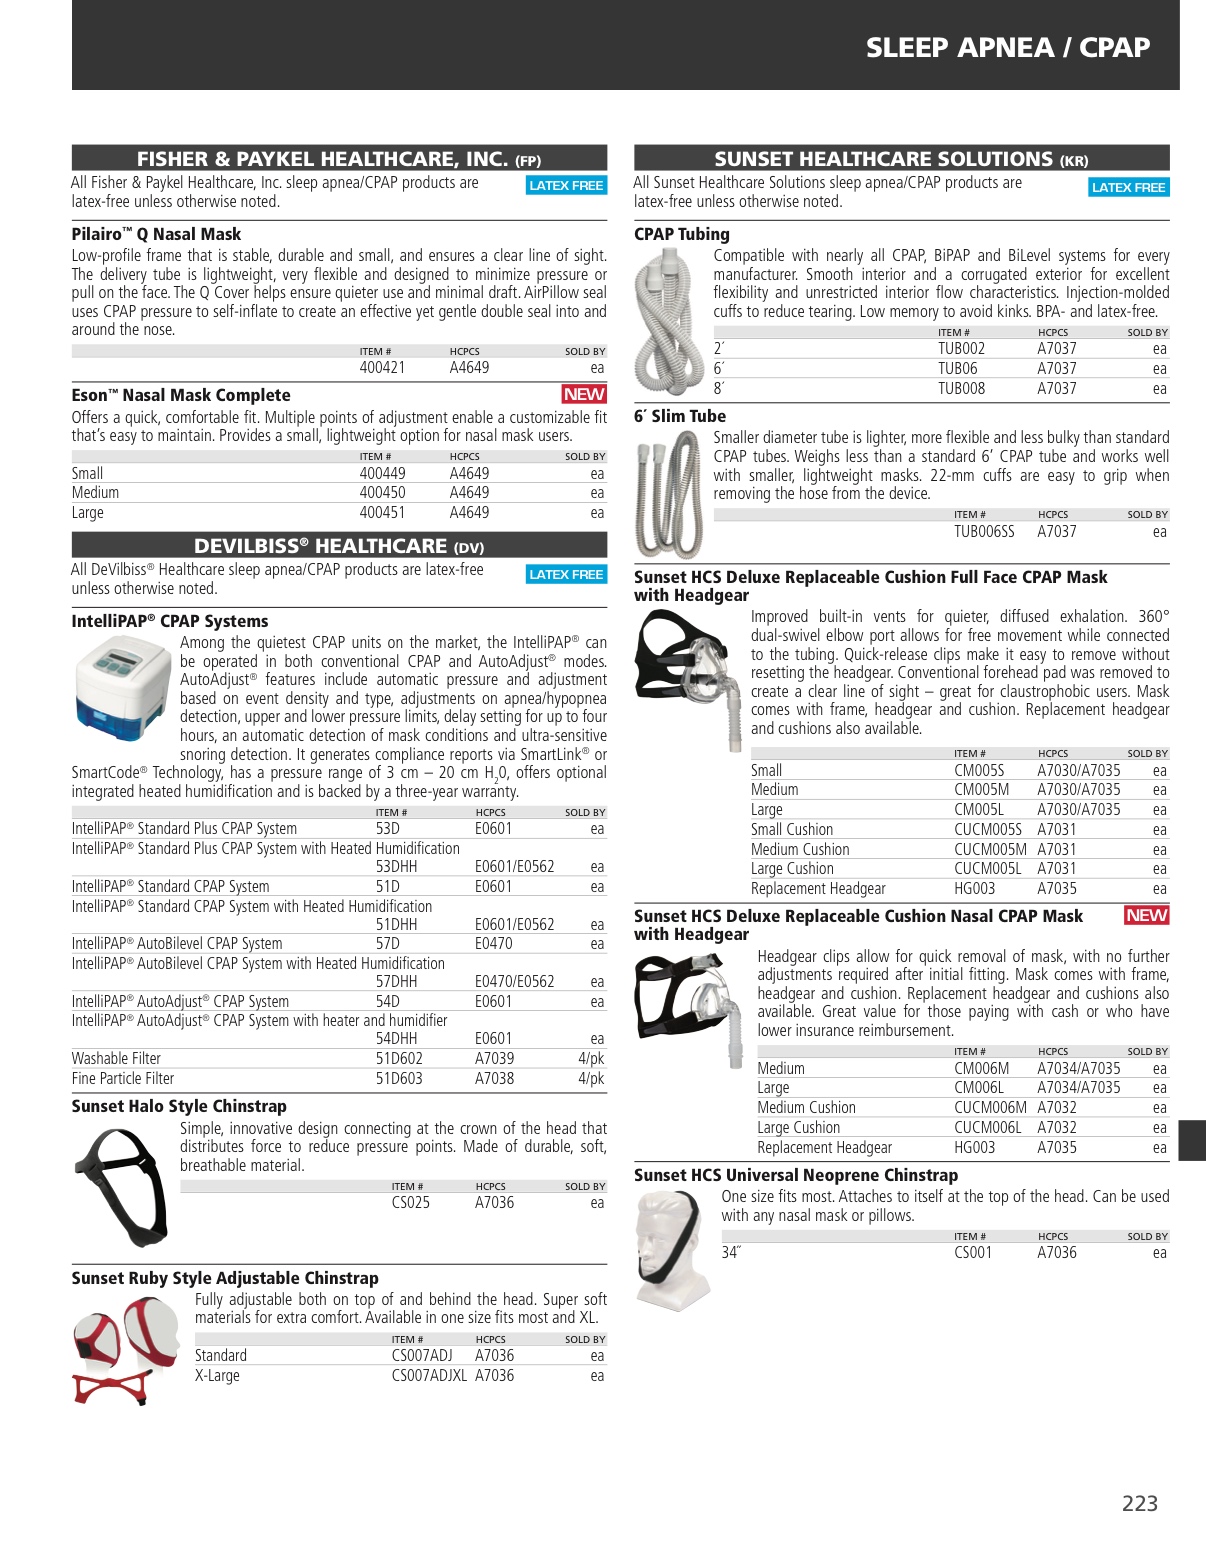 SLEEP APNEA / CPAP
FISHER & PAYKEL HEALTHCARE, INC. (FP)
All Fisher & Paykel Healthcare, Inc. sleep apnea/CPAP products are
latex-free unless otherwise noted.
LATEX FREE
Pilairo™ Q Nasal Mask
Low-profile frame that is stable, durable and small, and ensures a clear line of sight.
The delivery tube is lightweight, very flexible and designed to minimize pressure or
pull on the face. The Q Cover helps ensure quieter use and minimal draft. AirPillow seal
uses CPAP pressure to self-inflate to create an effective yet gentle double seal into and
around the nose.
ITEM # HCPCS SOLD BY
400421 A4649 ea
Eson™ Nasal Mask Complete NEW
Offers a quick, comfortable fit. Multiple points of adjustment enable a customizable fit
that's easy to maintain. Provides a small, lightweight option for nasal mask users.
ITEM # HCPCS SOLD BY
Small 400449 A4649 ea
Medium 400450 A4649 ea
Large 400451 A4649 ea
DEVILBISS® HEALTHCARE (DV)
All DeVilbiss® Healthcare sleep apnea/CPAP products are latex-free
unless otherwise noted.
LATEX FREE
IntelliPAP® CPAP Systems
Among the quietest CPAP units on the market, the IntelliPAP® can
be operated in both conventional CPAP and AutoAdjust® modes.
AutoAdjust® features include automatic pressure and adjustment
based on event density and type, adjustments on apnea/hypopnea
detection, upper and lower pressure limits, delay setting for up to four
hours, an automatic detection of mask conditions and ultra-sensitive
snoring detection. It generates compliance reports via SmartLink® or
SmartCode® Technology, has a pressure range of 3 cm – 20 cm H₂0, offers optional
integrated heated humidification and is backed by a three-year warranty.
ITEM # HCPCS SOLD BY
IntelliPAP® Standard Plus CPAP System 53D E0601 ea
IntelliPAP® Standard Plus CPAP System with Heated Humidification
53DHH E0601/E0562 ea
IntelliPAP® Standard CPAP System 51D E0601 ea
IntelliPAP® Standard CPAP System with Heated Humidification
51DHH E0601/E0562 ea
IntelliPAP® AutoBilevel CPAP System 57D E0470 ea
IntelliPAP® AutoBilevel CPAP System with Heated Humidification
57DHH E0470/E0562 ea
IntelliPAP® AutoAdjust® CPAP System 54D E0601 ea
IntelliPAP® AutoAdjust® CPAP System with heater and humidifier
54DHH E0601 ea
Washable Filter 51D602 A7039 4/pk
Fine Particle Filter 51D603 A7038 4/pk
Sunset Halo Style Chinstrap
Simple, innovative design connecting at the crown of the head that
distributes force to reduce pressure points. Made of durable, soft,
breathable material.
ITEM # HCPCS SOLD BY
CS025 A7036 ea
Sunset Ruby Style Adjustable Chinstrap
Fully adjustable both on top of and behind the head. Super soft
materials for extra comfort. Available in one size fits most and XL.
ITEM # HCPCS SOLD BY
Standard CS007ADJ A7036 ea
X-Large CS007ADJXL A7036 ea
SUNSET HEALTHCARE SOLUTIONS (KR)
All Sunset Healthcare Solutions sleep apnea/CPAP products are
latex-free unless otherwise noted.
LATEX FREE
CPAP Tubing
Compatible with nearly all CPAP, BiPAP and BiLevel systems for every
manufacturer. Smooth interior and a corrugated exterior for excellent
flexibility and unrestricted interior flow characteristics. Injection-molded
cuffs to reduce tearing. Low memory to avoid kinks. BPA- and latex-free.
ITEM # HCPCS SOLD BY
2′ TUB002 A7037 ea
6′ TUB06 A7037 ea
8′ TUB008 A7037 ea
6′ Slim Tube
Smaller diameter tube is lighter, more flexible and less bulky than standard
CPAP tubes. Weighs less than a standard 6′ CPAP tube and works well
with smaller, lightweight masks. 22-mm cuffs are easy to grip when
removing the hose from the device.
ITEM # HCPCS SOLD BY
TUB006SS A7037 ea
Sunset HCS Deluxe Replaceable Cushion Full Face CPAP Mask
with Headgear
Improved built-in vents for quieter, diffused exhalation. 360°
dual-swivel elbow port allows for free movement while connected
to the tubing. Quick-release clips make it easy to remove without
resetting the headgear. Conventional forehead pad was removed to
create a clear line of sight – great for claustrophobic users. Mask
comes with frame, headgear and cushion. Replacement headgear
and cushions also available.
ITEM # HCPCS SOLD BY
Small CM005S A7030/A7035 ea
Medium CM005M A7030/A7035 ea
Large CM005L A7030/A7035 ea
Small Cushion CUCM005S A7031 ea
Medium Cushion CUCM005M A7031 ea
Large Cushion CUCM005L A7031 ea
Replacement Headgear HG003 A7035 ea
Sunset HCS Deluxe Replaceable Cushion Nasal CPAP Mask NEW
with Headgear
Headgear clips allow for quick removal of mask, with no further
adjustments required after initial fitting. Mask comes with frame,
headgear and cushion. Replacement headgear and cushions also
available. Great value for those paying with cash or who have
lower insurance reimbursement.
ITEM # HCPCS SOLD BY
Medium CM006M A7034/A7035 ea
Large CM006L A7034/A7035 ea
Medium Cushion CUCM006M A7032 ea
Large Cushion CUCM006L A7032 ea
Replacement Headgear HG003 A7035 ea
Sunset HCS Universal Neoprene Chinstrap
One size fits most. Attaches to itself at the top of the head. Can be used
with any nasal mask or pillows.
ITEM # HCPCS SOLD BY
34″ CS001 A7036 ea
223